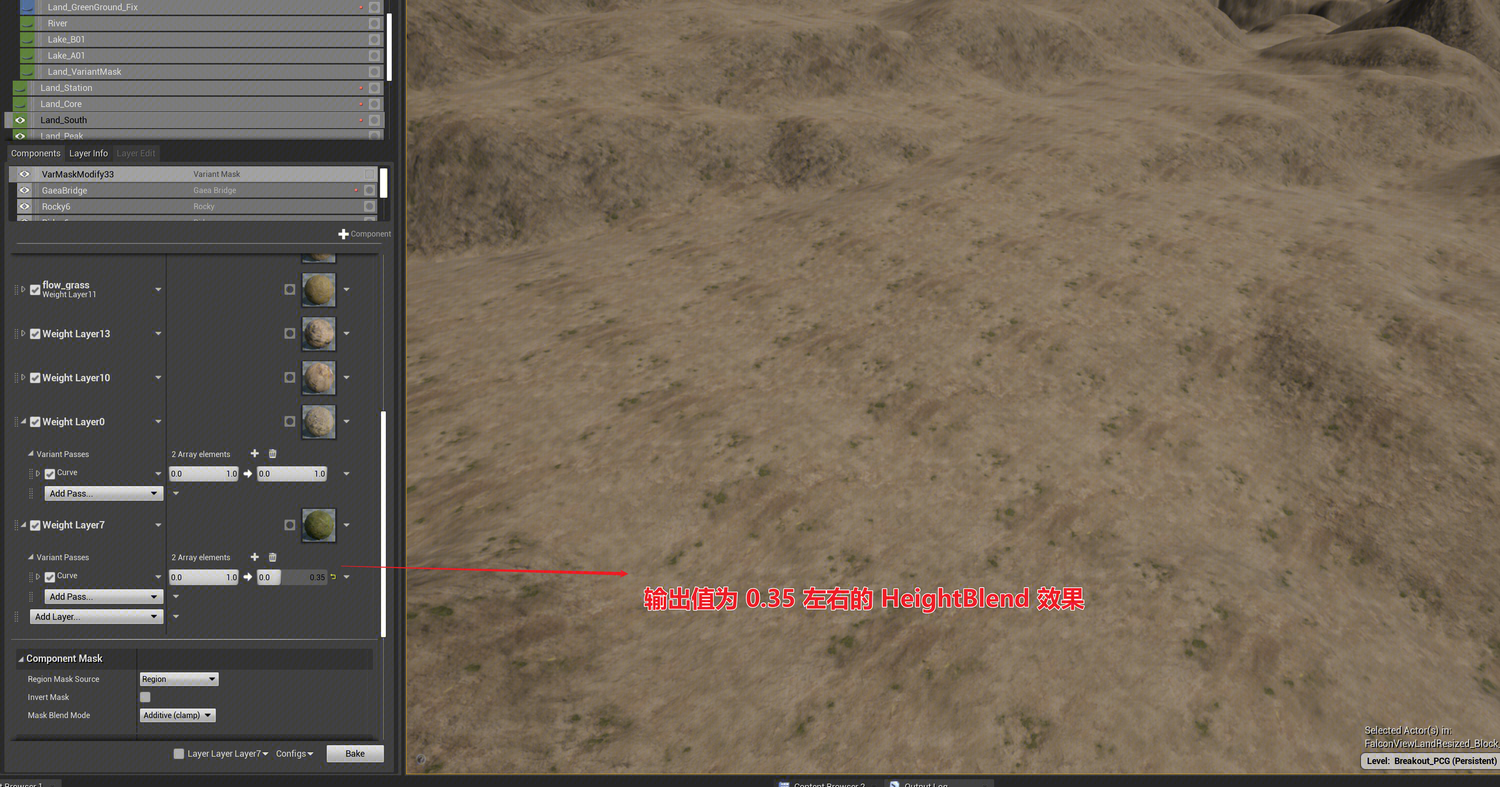 Land_GreenGround_Fix
River
Lake_B01
Lake_A01
Land_VariantMask
Land_Station
Land_Core
Land_South
Land_Peak
Components Layer Info Layer Edit
VarMaskModify33 Variant Mask
GaeaBridge Gaea Bridge
Rocky6 Rocky
Component
flow_grass
Weight Layer11
Weight Layer13
Weight Layer10
Weight Layer0
Variant Passes 2 Array elements
Curve 0.0 1.0 0.0 1.0
Add Pass...
Weight Layer7
Variant Passes 2 Array elements
Curve 0.0 1.0 0.0 0.35
Add Pass...
Add Layer...
输出值为 0.35 左右的 HeightBlend 效果
Component Mask
Region Mask Source Region
Invert Mask
Mask Blend Mode Additive (clamp)
Layer Layer Layer7 Configs Bake
Selected Actor(s) in:
FalconViewLandResized_Block_
Level: Breakout_PCG (Persistent)
Browser 1 Content Browser 2 Output Log